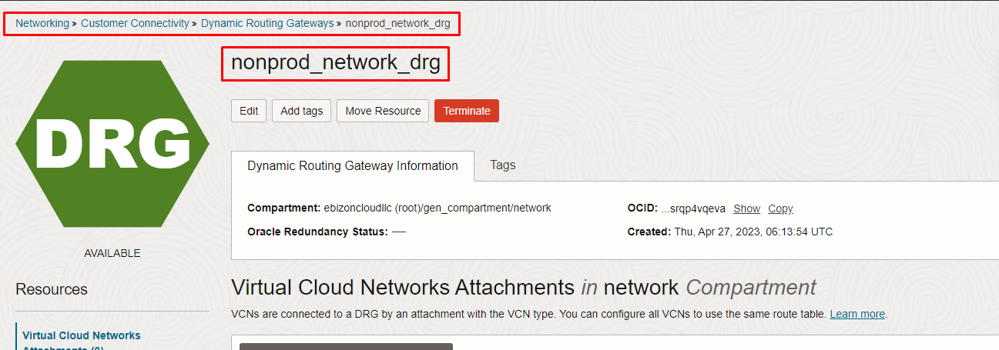 Networking » Customer Connectivity » Dynamic Routing Gateways » nonprod_network_drg
nonprod_network_drg
Edit Add tags Move Resource Terminate
DRG
Dynamic Routing Gateway Information Tags
Compartment: ebizoncloudllc (root)/gen_compartment/network OCID: ...srqp4vqeva Show Copy
Oracle Redundancy Status: — Created: Thu, Apr 27, 2023, 06:13:54 UTC
AVAILABLE
Resources
Virtual Cloud Networks Attachments in network Compartment
VCNs are connected to a DRG by an attachment with the VCN type. You can configure all VCNs to use the same route table. Learn more.
Virtual Cloud Networks
Attachments (0)